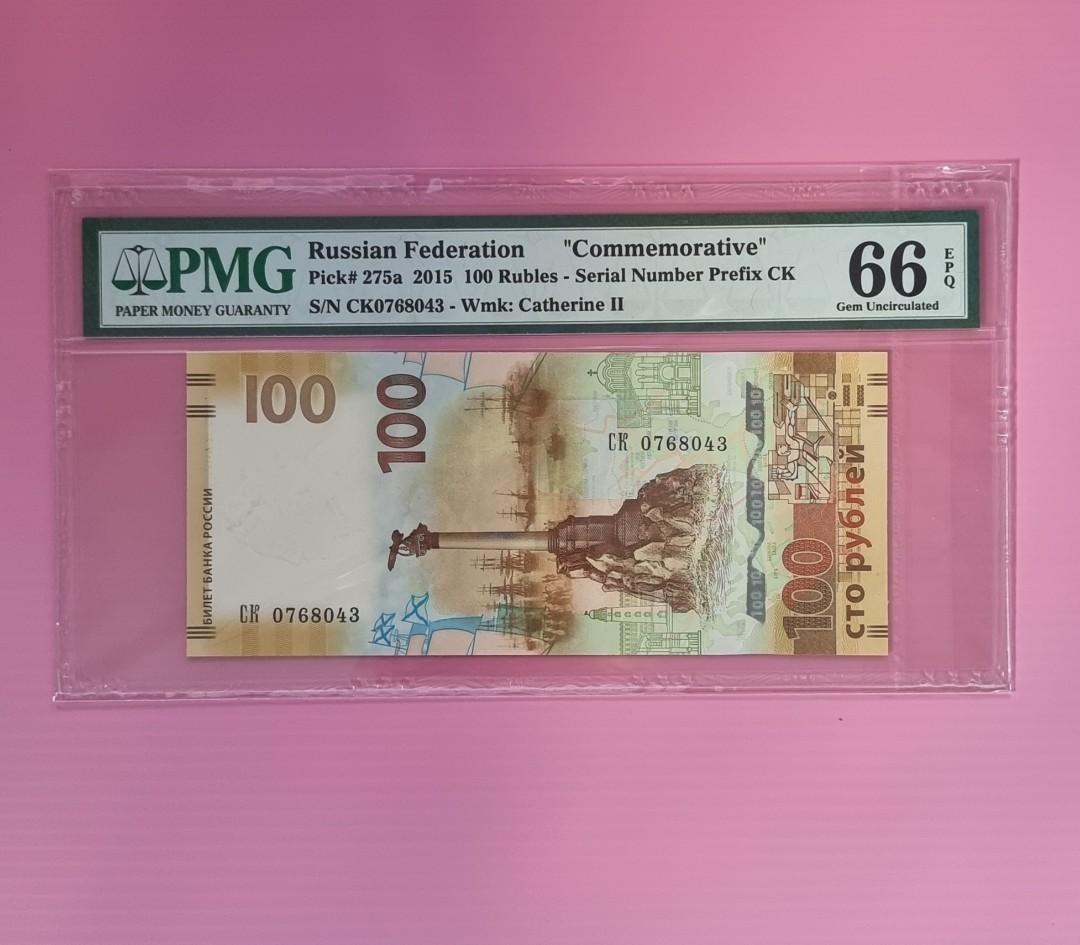 PMG
PAPER MONEY GUARANTY
Russian Federation "Commemorative"
Pick# 275a 2015 100 Rubles - Serial Number Prefix CK
S/N CK0768043 - Wmk: Catherine II
66
EPQ
Gem Uncirculated
100
100
СК 0768043
БИЛЕТ БАНКА РОССИИ
СК 0768043
100 сто рублей